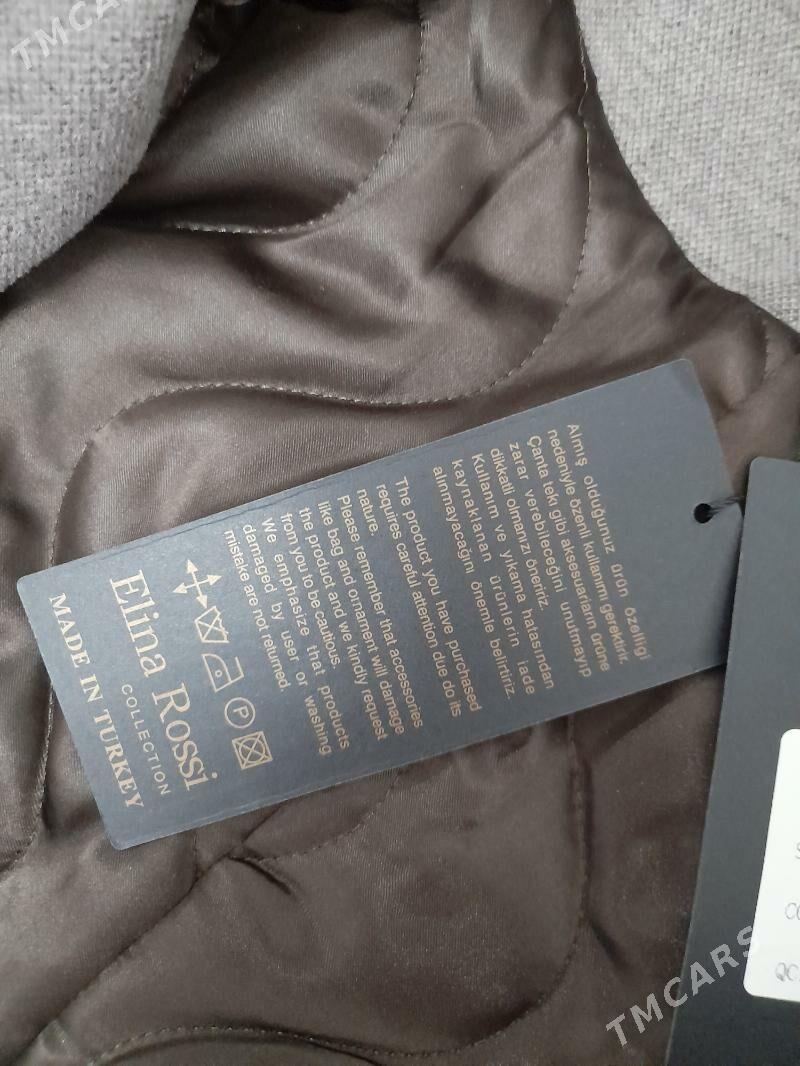 TMCARS
Almış olduğunuz ürün özelliği
nedeniyle özenli kullanımı gerektirir.
Çanta teki gibi aksesuarların ürüne
zarar verebileceğini unutmayıp
dikkatli olmanızı öneririz.
Kullanım ve yıkama hatasından
kaynaklanan ürünlerin iade
alınmayacağını önemle belirtiriz.
The product you have purchased
requires careful attention due do its
nature.
Please remember that accessories
like beg and ornament will damage
the product and we kindly request
from you to be cautious.
We emphasize that products
damaged by user or washing
mistake are not returned.
P
Elina Rossi
COLLECTION
MADE IN TURKEY
TMCARS